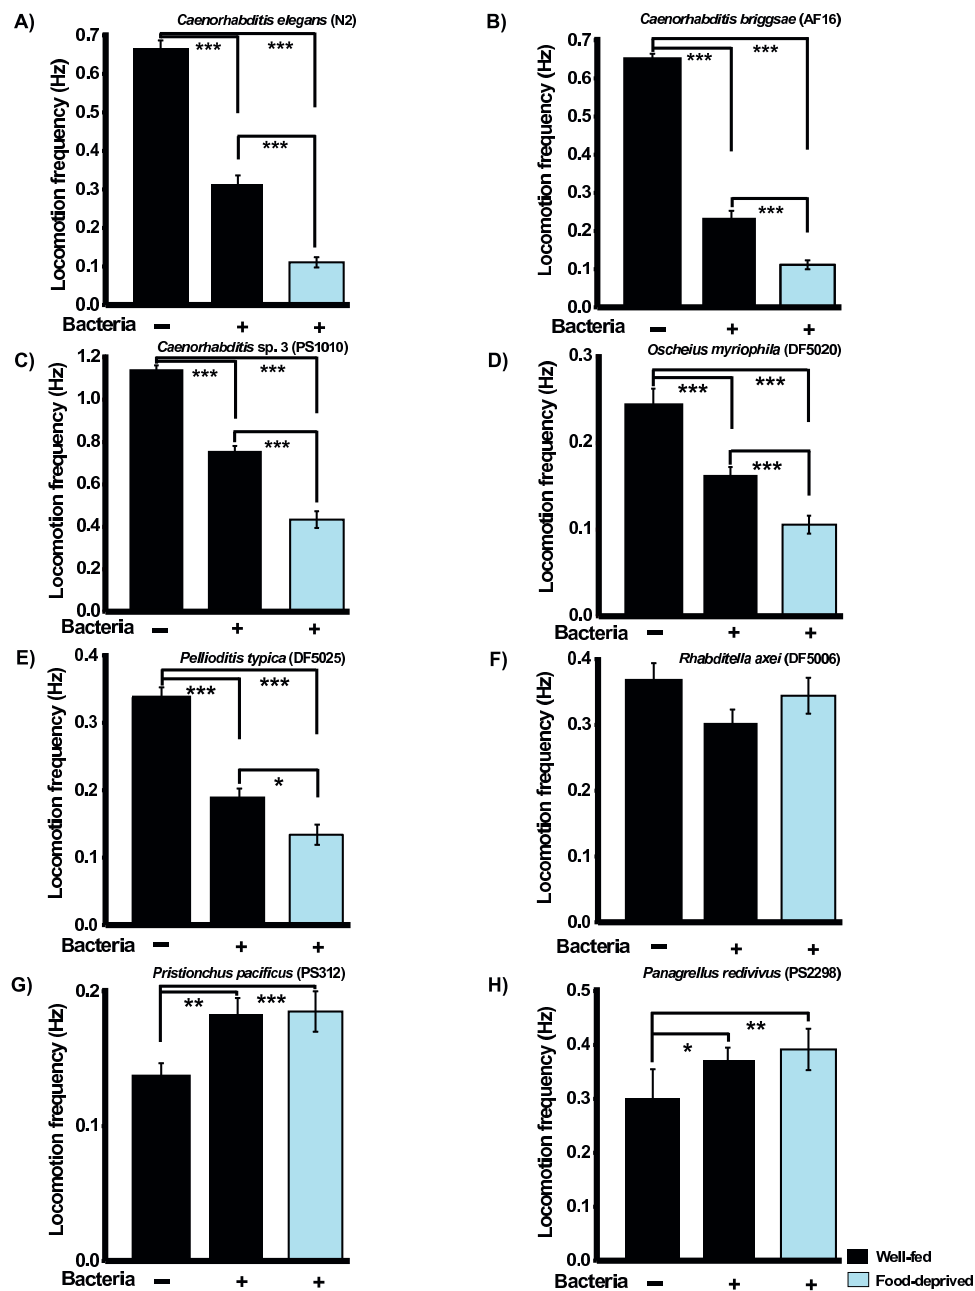 A)
Caenorhabditis elegans (N2)
Locomotion frequency (Hz)
0.7
0.6
0.4
0.3
0.1
0.0
***
***
***
Bacteria − + +
B)
Caenorhabditis briggsae (AF16)
Locomotion frequency (Hz)
0.7
0.6
0.4
0.3
0.2
0.1
0.0
***
***
***
Bacteria − + +
C)
Caenorhabditis sp. 3 (PS1010)
Locomotion frequency (Hz)
1.2
1.0
0.8
0.6
0.4
0.2
0.0
***
***
***
Bacteria − + +
D)
Oscheius myriophila (DF5020)
Locomotion frequency (Hz)
0.3
0.2
0.1
0.0
***
***
***
Bacteria − + +
E)
Pellioditis typica (DF5025)
Locomotion frequency (Hz)
0.4
0.3
0.2
0.1
0.0
***
***
*
Bacteria − + +
F)
Rhabditella axei (DF5006)
Locomotion frequency (Hz)
0.4
0.3
0.2
0.1
0.0
Bacteria − + +
G)
Pristionchus pacificus (PS312)
Locomotion frequency (Hz)
0.2
0.1
0.0
**
***
Bacteria − + +
H)
Panagrellus redivivus (PS2298)
Locomotion frequency (Hz)
0.5
0.4
0.3
0.2
0.1
0.0
*
**
Bacteria − + +
Well-fed
Food-deprived